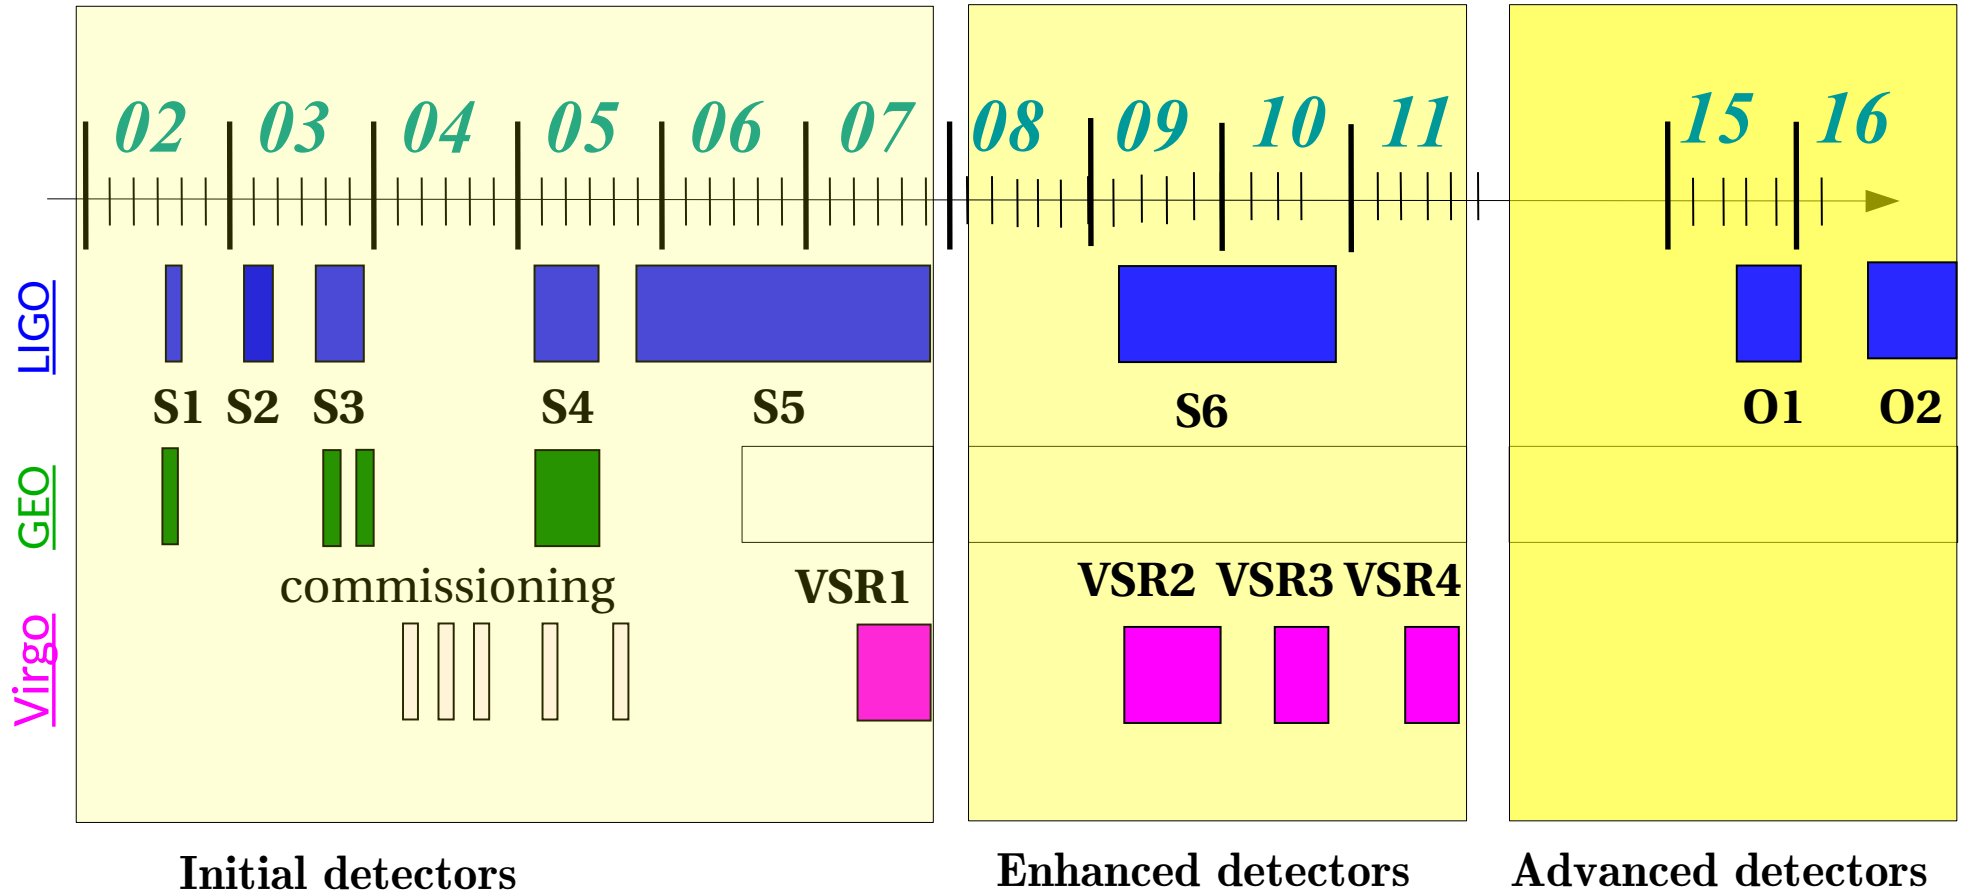 02 03 04 05 06 07 08 09 10 11 15 16
LIGO
S1 S2 S3 S4 S5 S6 O1 O2
GEO
commissioning VSR1 VSR2 VSR3 VSR4
Virgo
Initial detectors Enhanced detectors Advanced detectors